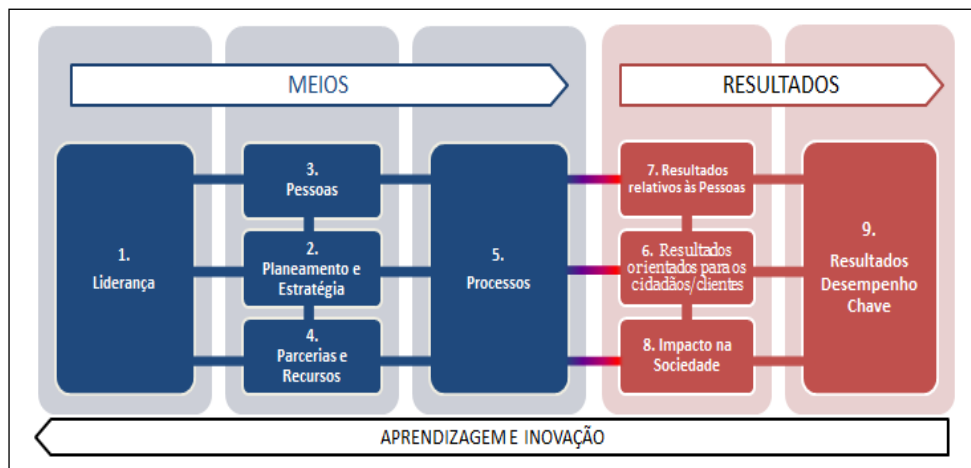 MEIOS
RESULTADOS
1.
Liderança
3.
Pessoas
2.
Planeamento e
Estratégia
4.
Parcerias e
Recursos
5.
Processos
7. Resultados
relativos às Pessoas
6. Resultados
orientados para os
cidadãos/clientes
8. Impacto na
Sociedade
9.
Resultados
Desempenho
Chave
APRENDIZAGEM E INOVAÇÃO